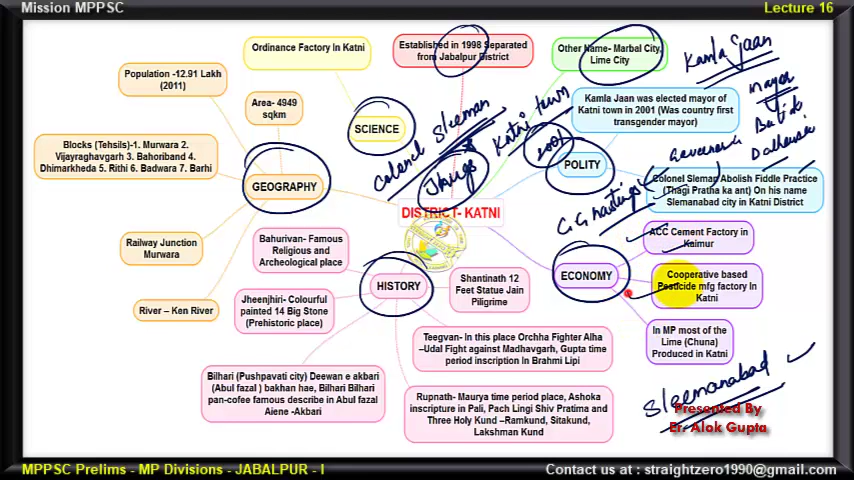 Mission MPPSC
Lecture 16
Ordinance Factory In Katni
Established in 1998 Separated
from Jabalpur District
Other Name- Marbal City,
Lime City
Kamla Jaan
mayor
Population -12.91 Lakh
(2011)
Area- 4949
sqkm
SCIENCE
Colonel Sleeman
Thugs
Katni town
2001
Kamla Jaan was elected mayor of
Katni town in 2001 (Was country first
transgender mayor)
POLITY
Blocks (Tehsils)-1. Murwara 2.
Vijayraghavgarh 3. Bahoriband 4.
Dhimarkheda 5. Rithi 6. Badwara 7. Barhi
GEOGRAPHY
Governor
Dalhousie
Colonel Sleman Abolish Fiddle Practice
(Thagi Pratha ka ant) On his name
Slemanabad city in Katni District
DISTRICT- KATNI
G.G hastings
ACC Cement Factory in
Kaimur
Railway Junction
Murwara
Bahurivan- Famous
Religious and
Archeological place
HISTORY
Shantinath 12
Feet Statue Jain
Piligrime
ECONOMY
Cooperative based
Pesticide mfg factory In
Katni
River – Ken River
Jheenjhiri- Colourful
painted 14 Big Stone
(Prehistoric place)
Teegvan- In this place Orchha Fighter Alha
–Udal Fight against Madhavgarh, Gupta time
period inscription In Brahmi Lipi
In MP most of the
Lime (Chuna)
Produced in Katni
Bilhari (Pushpavati city) Deewan e akbari
(Abul fazal ) bakhan hae, Bilhari Bilhari
pan-cofee famous describe in Abul fazal
Aiene -Akbari
Rupnath- Maurya time period place, Ashoka
inscripture in Pali, Pach Lingi Shiv Pratima and
Three Holy Kund –Ramkund, Sitakund,
Lakshman Kund
Sleemanabad
Presented By
Er. Alok Gupta
MPPSC Prelims - MP Divisions - JABALPUR - I
Contact us at : straightzero1990@gmail.com